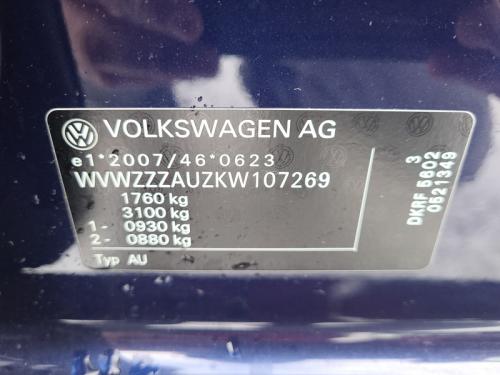 VOLKSWAGEN AG
e1*2007/46*0623
WVWZZZAUZKW107269
1760 kg
3100 kg
1- 0930 kg
2- 0880 kg
Typ AU
3
DKRF 5602
0521349